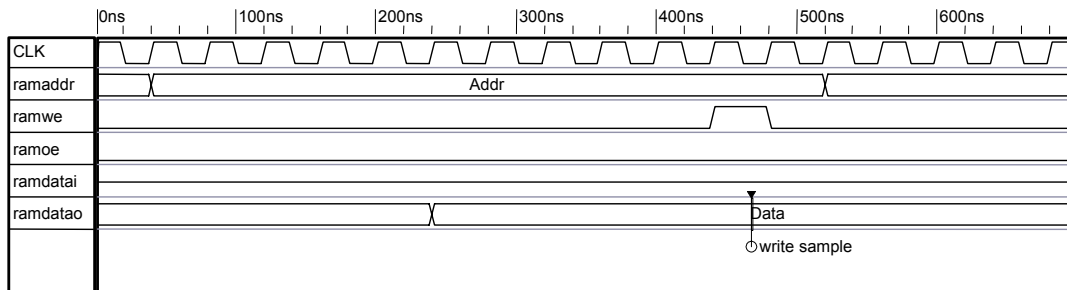 0ns 100ns 200ns 300ns 400ns 500ns 600ns
CLK
ramaddr Addr
ramwe
ramoe
ramdatai
ramdatao Data
write sample